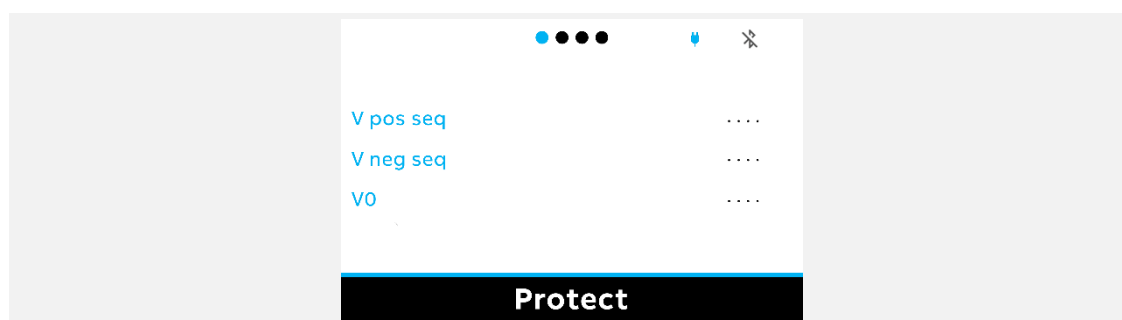 V pos seq ....
V neg seq ....
V0 ....
Protect